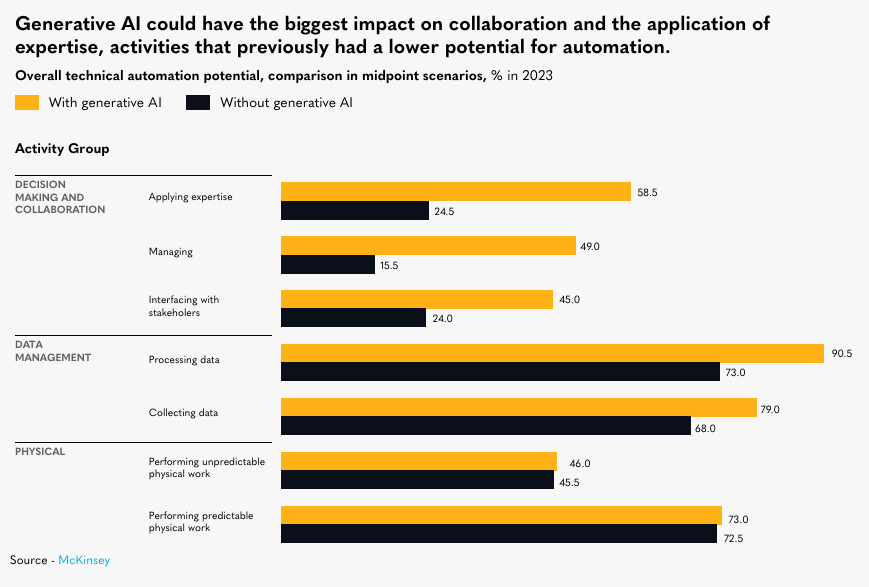 Generative AI could have the biggest impact on collaboration and the application of
expertise, activities that previously had a lower potential for automation.
Overall technical automation potential, comparison in midpoint scenarios, % in 2023
With generative AI
Without generative AI
Activity Group
DECISION
MAKING AND
COLLABORATION
Applying expertise
58.5
24.5
Managing
49.0
15.5
Interfacing with
stakeholers
45.0
24.0
DATA
MANAGEMENT
Processing data
90.5
73.0
Collecting data
79.0
68.0
PHYSICAL
Performing unpredictable
physical work
46.0
45.5
Performing predictable
physical work
73.0
72.5
Source - McKinsey